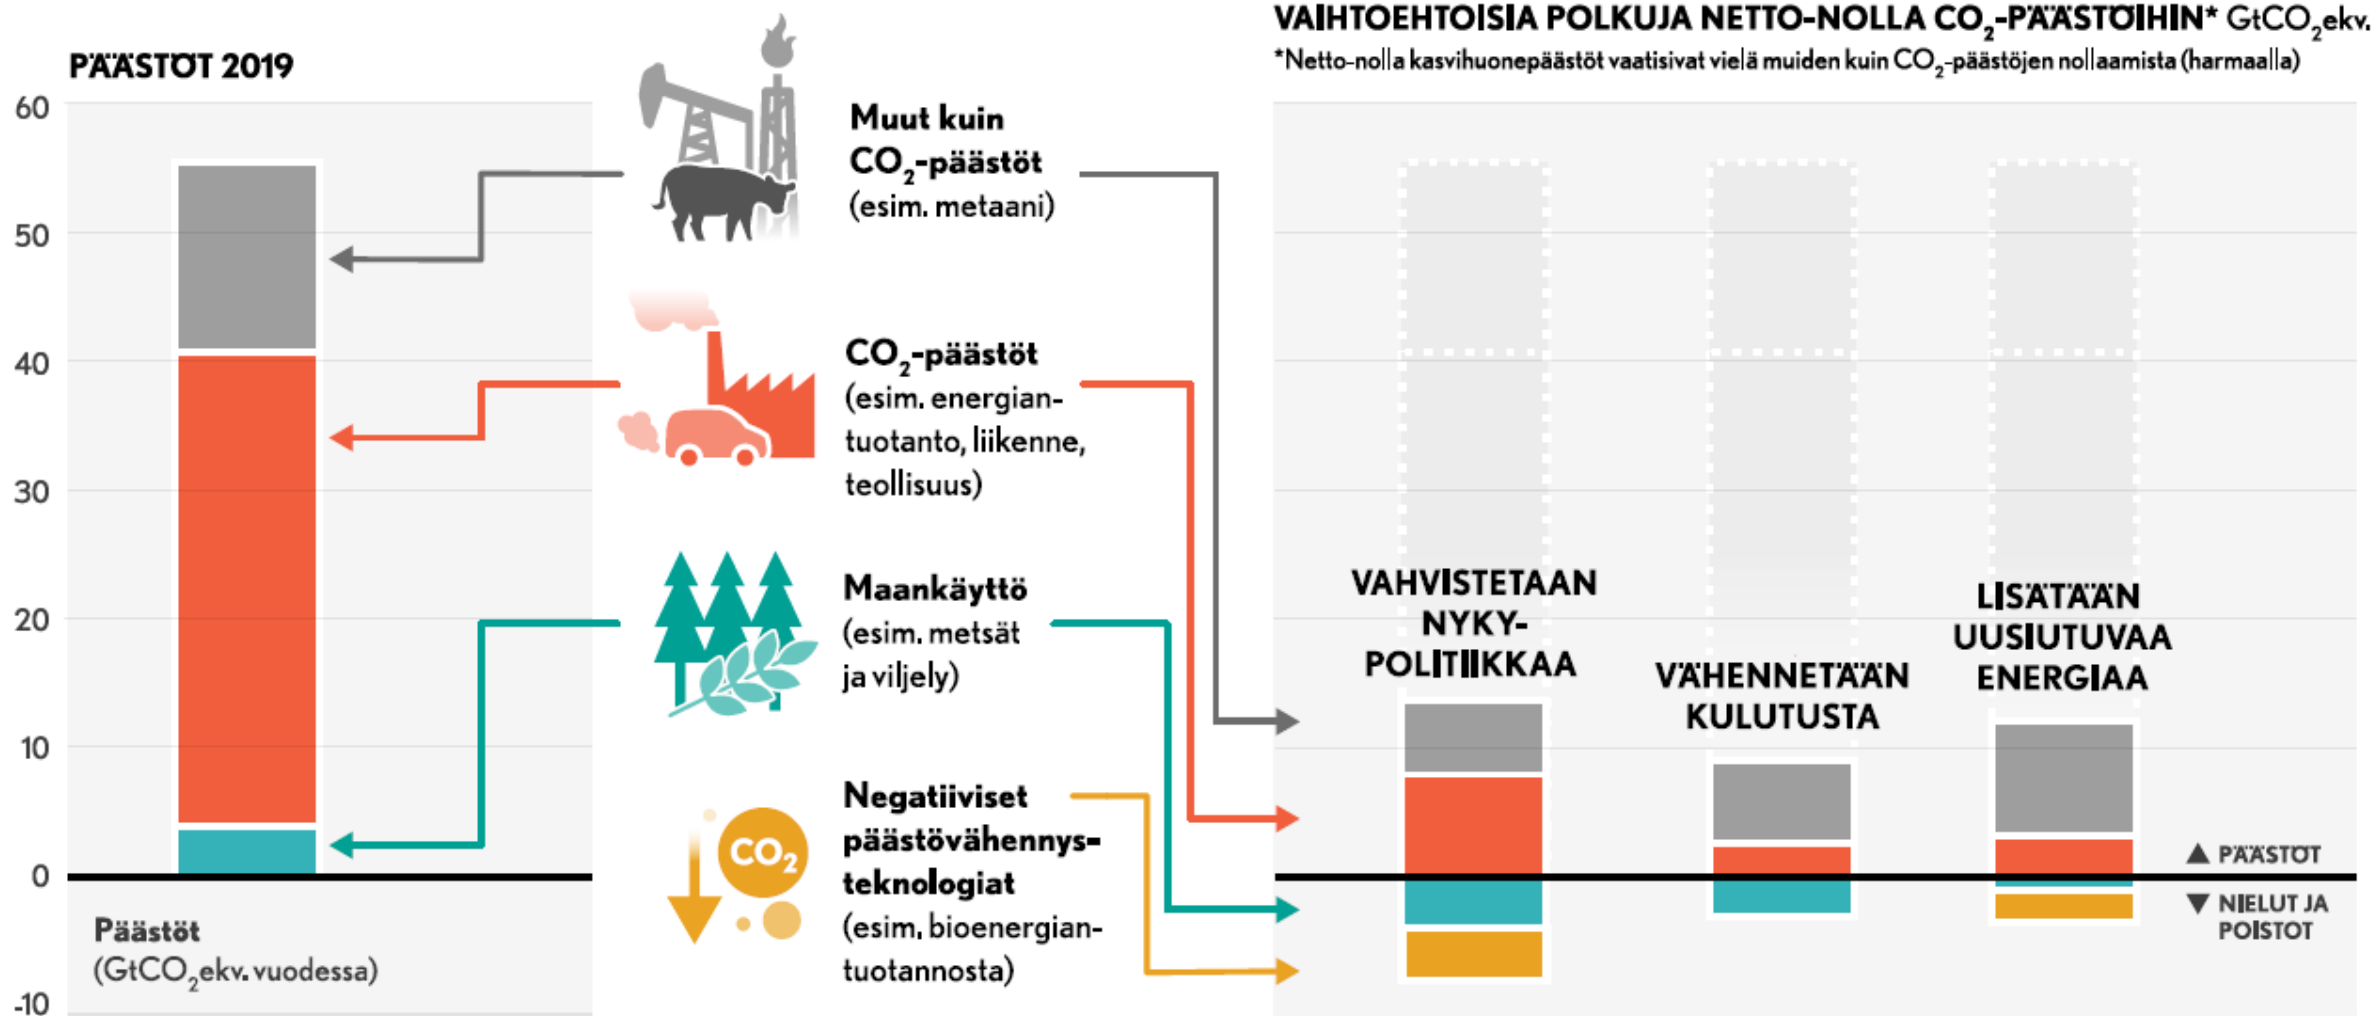 PÄÄSTÖT 2019
60
50
40
30
20
10
0
-10
Päästöt
(GtCO₂ekv. vuodessa)
Muut kuin
CO₂-päästöt
(esim. metaani)
CO₂-päästöt
(esim. energian-
tuotanto, liikenne,
teollisuus)
Maankäyttö
(esim. metsät
ja viljely)
CO₂
Negatiiviset
päästövähennys-
teknologiat
(esim. bioenergian-
tuotannosta)
VAIHTOEHTOISIA POLKUJA NETTO-NOLLA CO₂-PÄÄSTÖIHIN* GtCO₂ekv.
*Netto-nolla kasvihuonepäästöt vaatisivat vielä muiden kuin CO₂-päästöjen nollaamista (harmaalla)
VAHVISTETAAN
NYKY-
POLITIIKKAA
VÄHENNETÄÄN
KULUTUSTA
LISÄTÄÄN
UUSIUTUVAA
ENERGIAA
▲ PÄÄSTÖT
▼ NIELUT JA
POISTOT